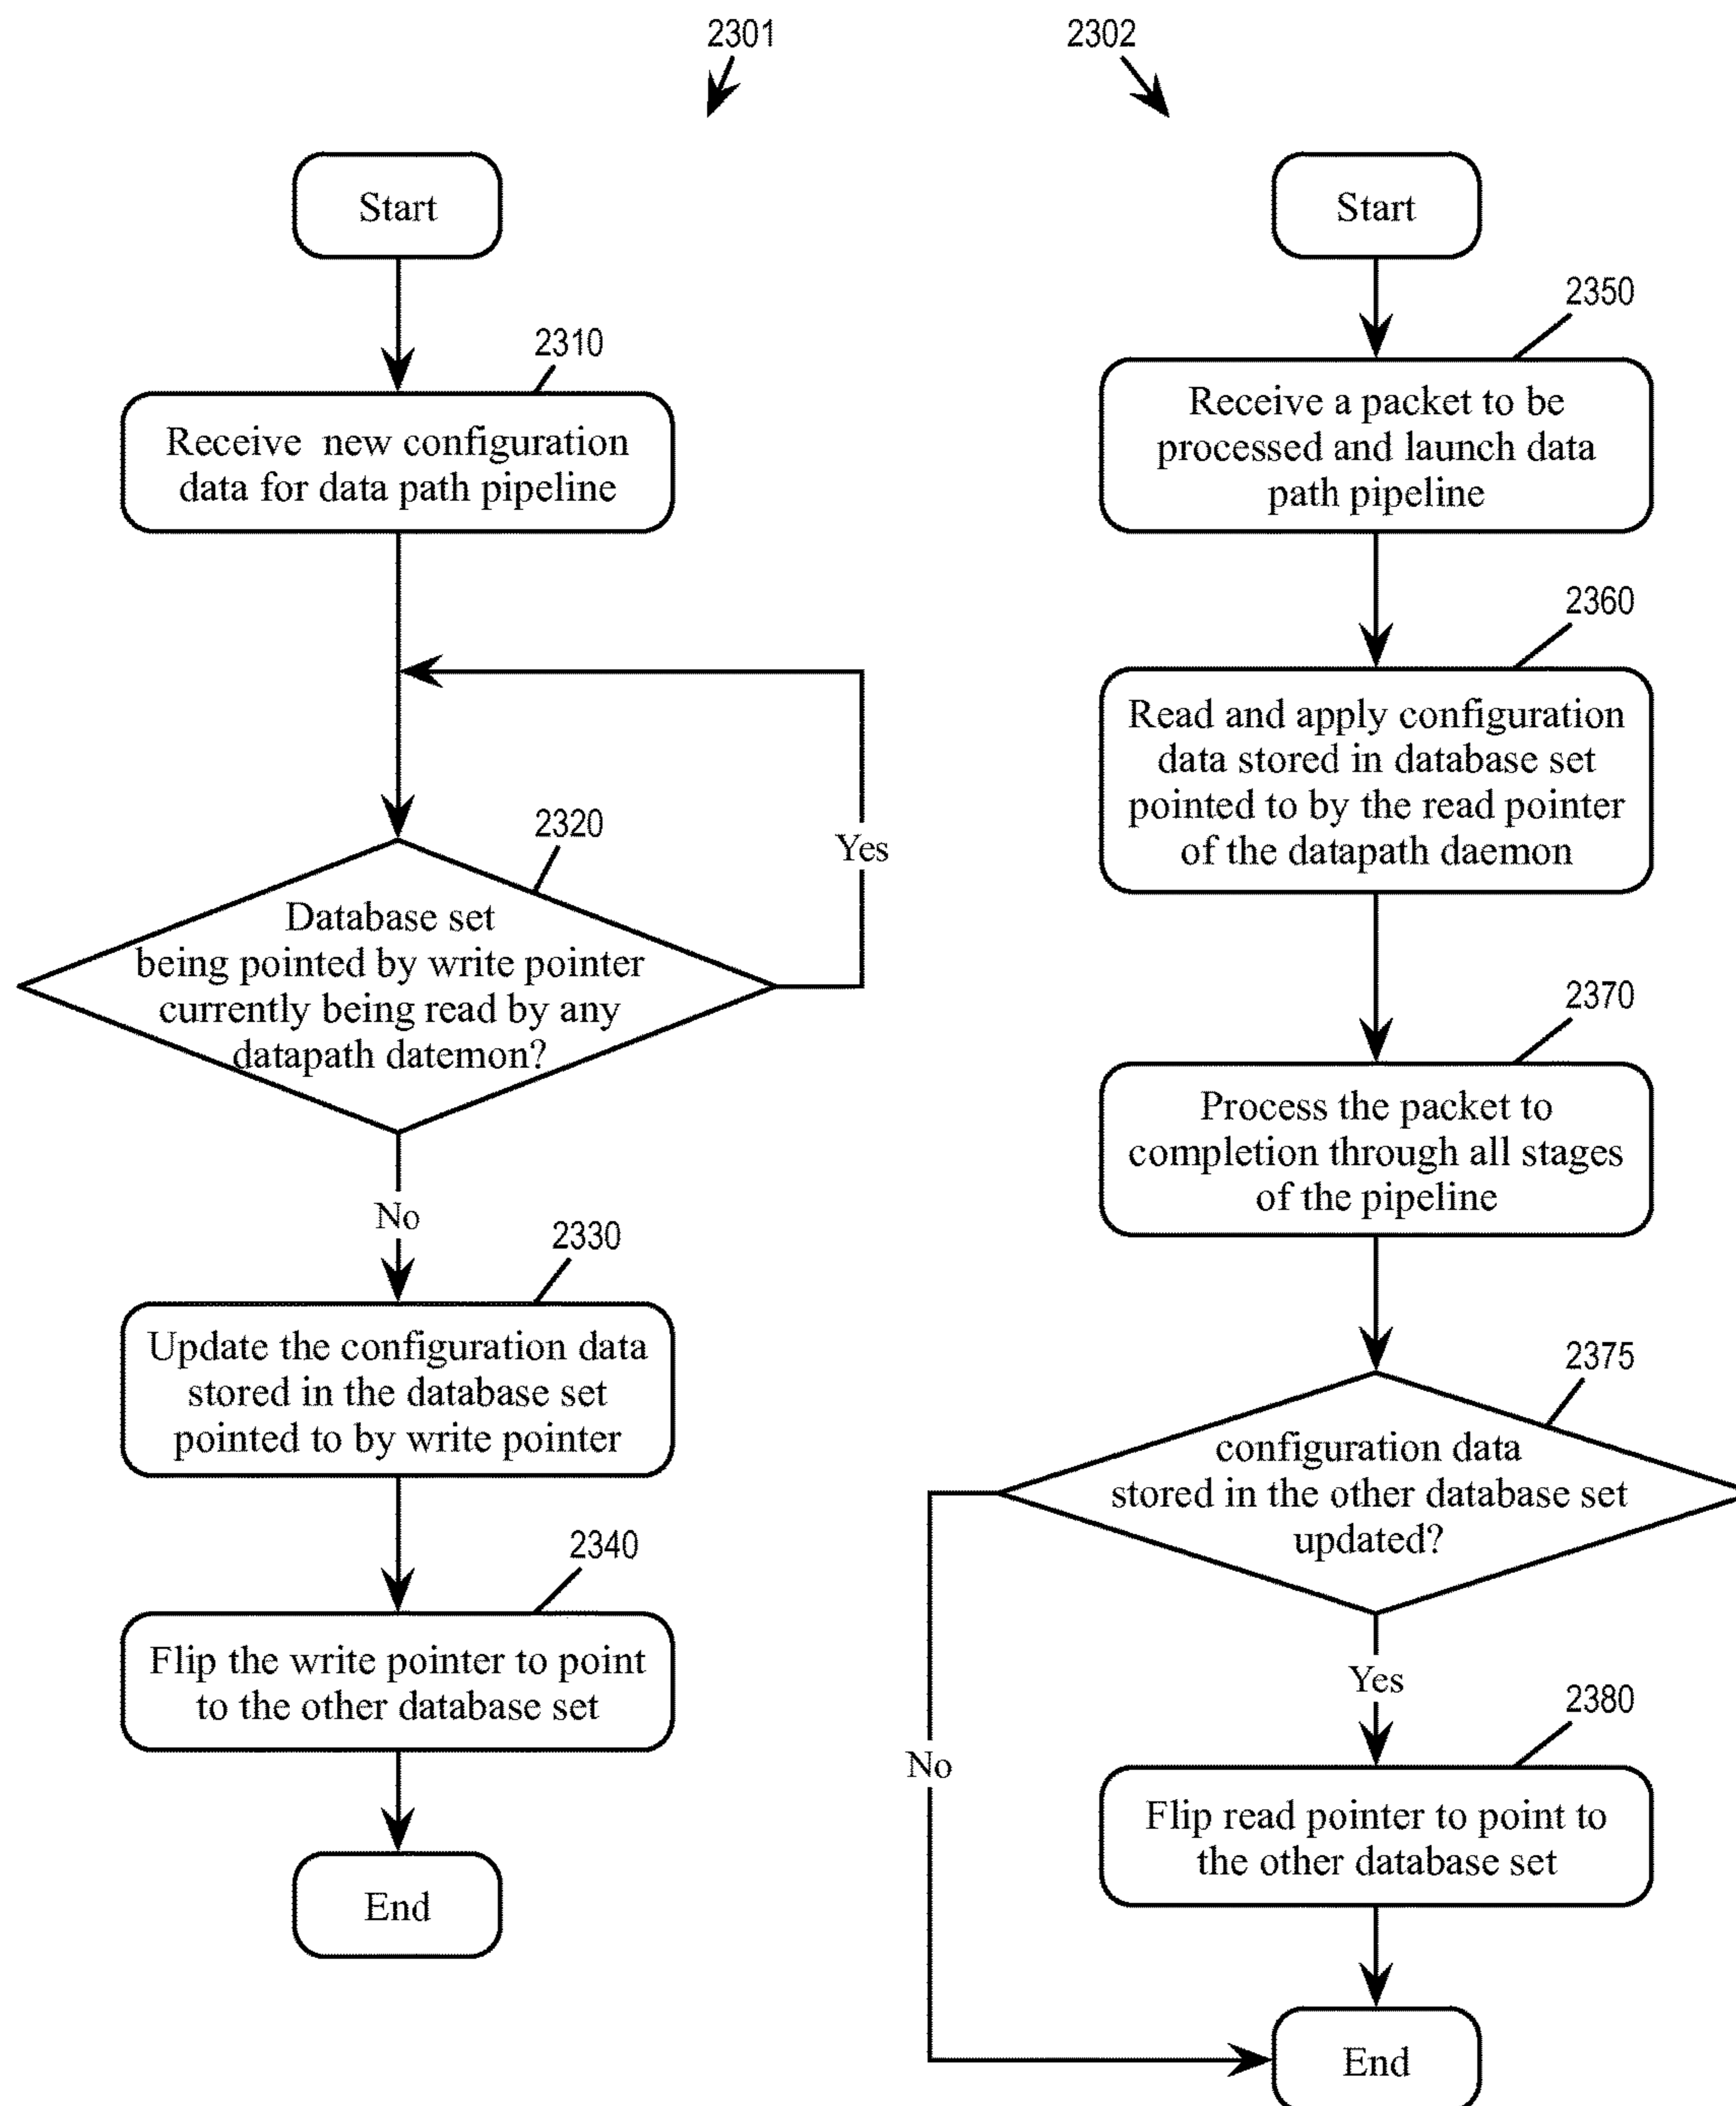 2301
2302
Start
2310
Receive new configuration
data for data path pipeline
2320
Database set
being pointed by write pointer
currently being read by any
datapath datemon?
Yes
No
2330
Update the configuration data
stored in the database set
pointed to by write pointer
2340
Flip the write pointer to point
to the other database set
End
Start
2350
Receive a packet to be
processed and launch data
path pipeline
2360
Read and apply configuration
data stored in database set
pointed to by the read pointer
of the datapath daemon
2370
Process the packet to
completion through all stages
of the pipeline
2375
configuration data
stored in the other database set
updated?
Yes
No
2380
Flip read pointer to point to
the other database set
End